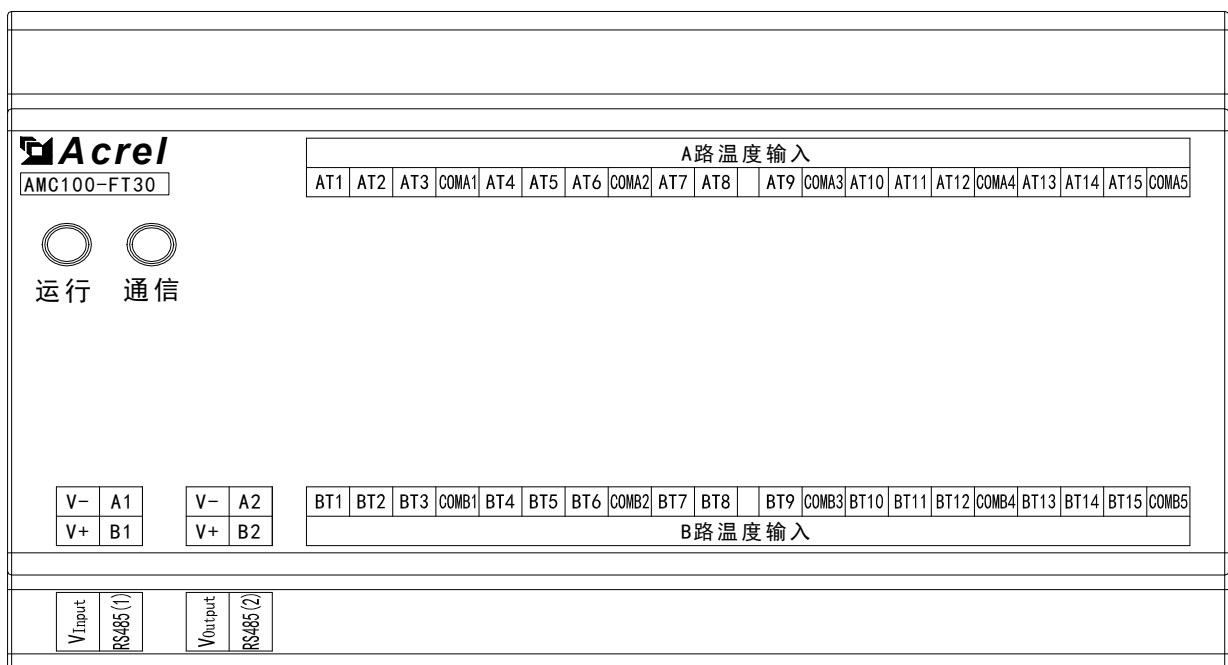 Acrel
AMC100-FT30
运行 通信
A路温度输入
AT1 AT2 AT3 COMA1 AT4 AT5 AT6 COMA2 AT7 AT8 AT9 COMA3 AT10 AT11 AT12 COMA4 AT13 AT14 AT15 COMA5
V- A1 V- A2
V+ B1 V+ B2
BT1 BT2 BT3 COMB1 BT4 BT5 BT6 COMB2 BT7 BT8 BT9 COMB3 BT10 BT11 BT12 COMB4 BT13 BT14 BT15 COMB5
B路温度输入
VInput RS485(1) VOutput RS485(2)